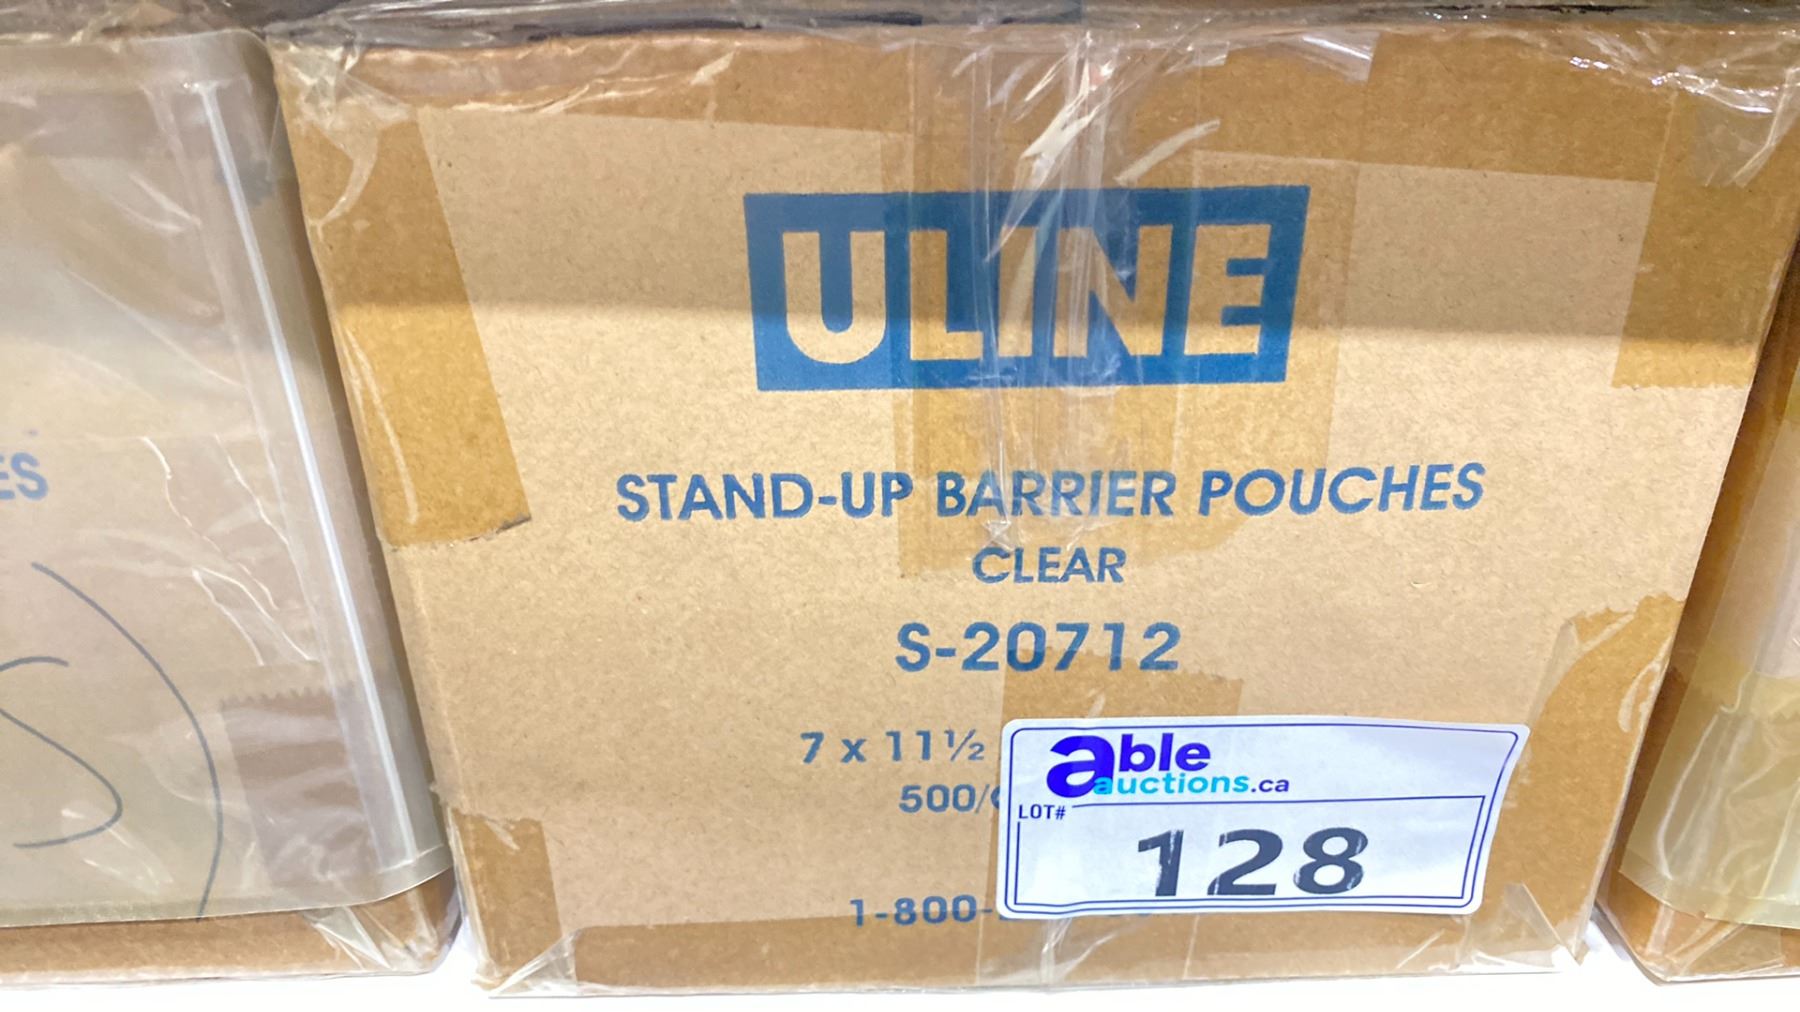 ULINE
STAND-UP BARRIER POUCHES
CLEAR
S-20712
7 x 11½
500/
1-800-
able
auctions.ca
LOT#
128
ES
S